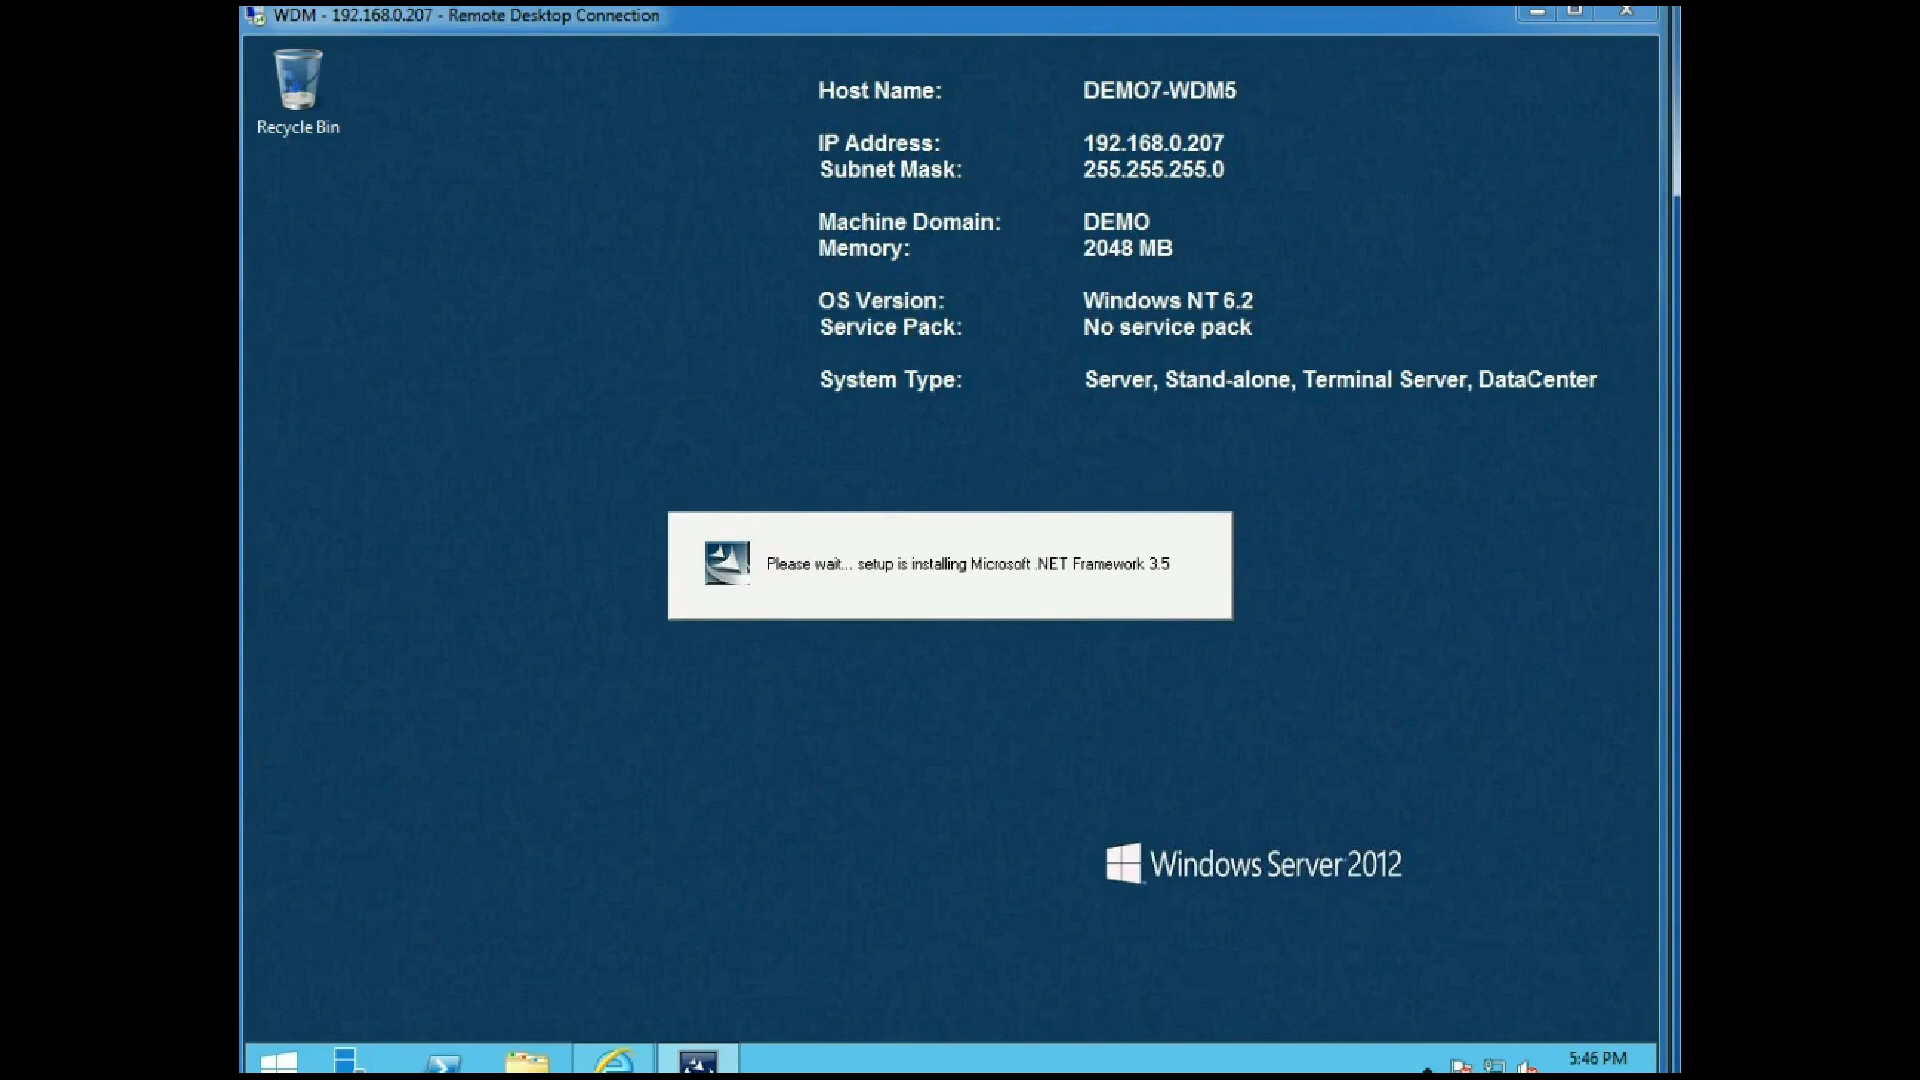 WDM - 192.168.0.207 - Remote Desktop Connection
Recycle Bin
Host Name: DEMO7-WDM5
IP Address: 192.168.0.207
Subnet Mask: 255.255.255.0
Machine Domain: DEMO
Memory: 2048 MB
OS Version: Windows NT 6.2
Service Pack: No service pack
System Type: Server, Stand-alone, Terminal Server, DataCenter
Please wait... setup is installing Microsoft .NET Framework 3.5
Windows Server 2012
5:46 PM